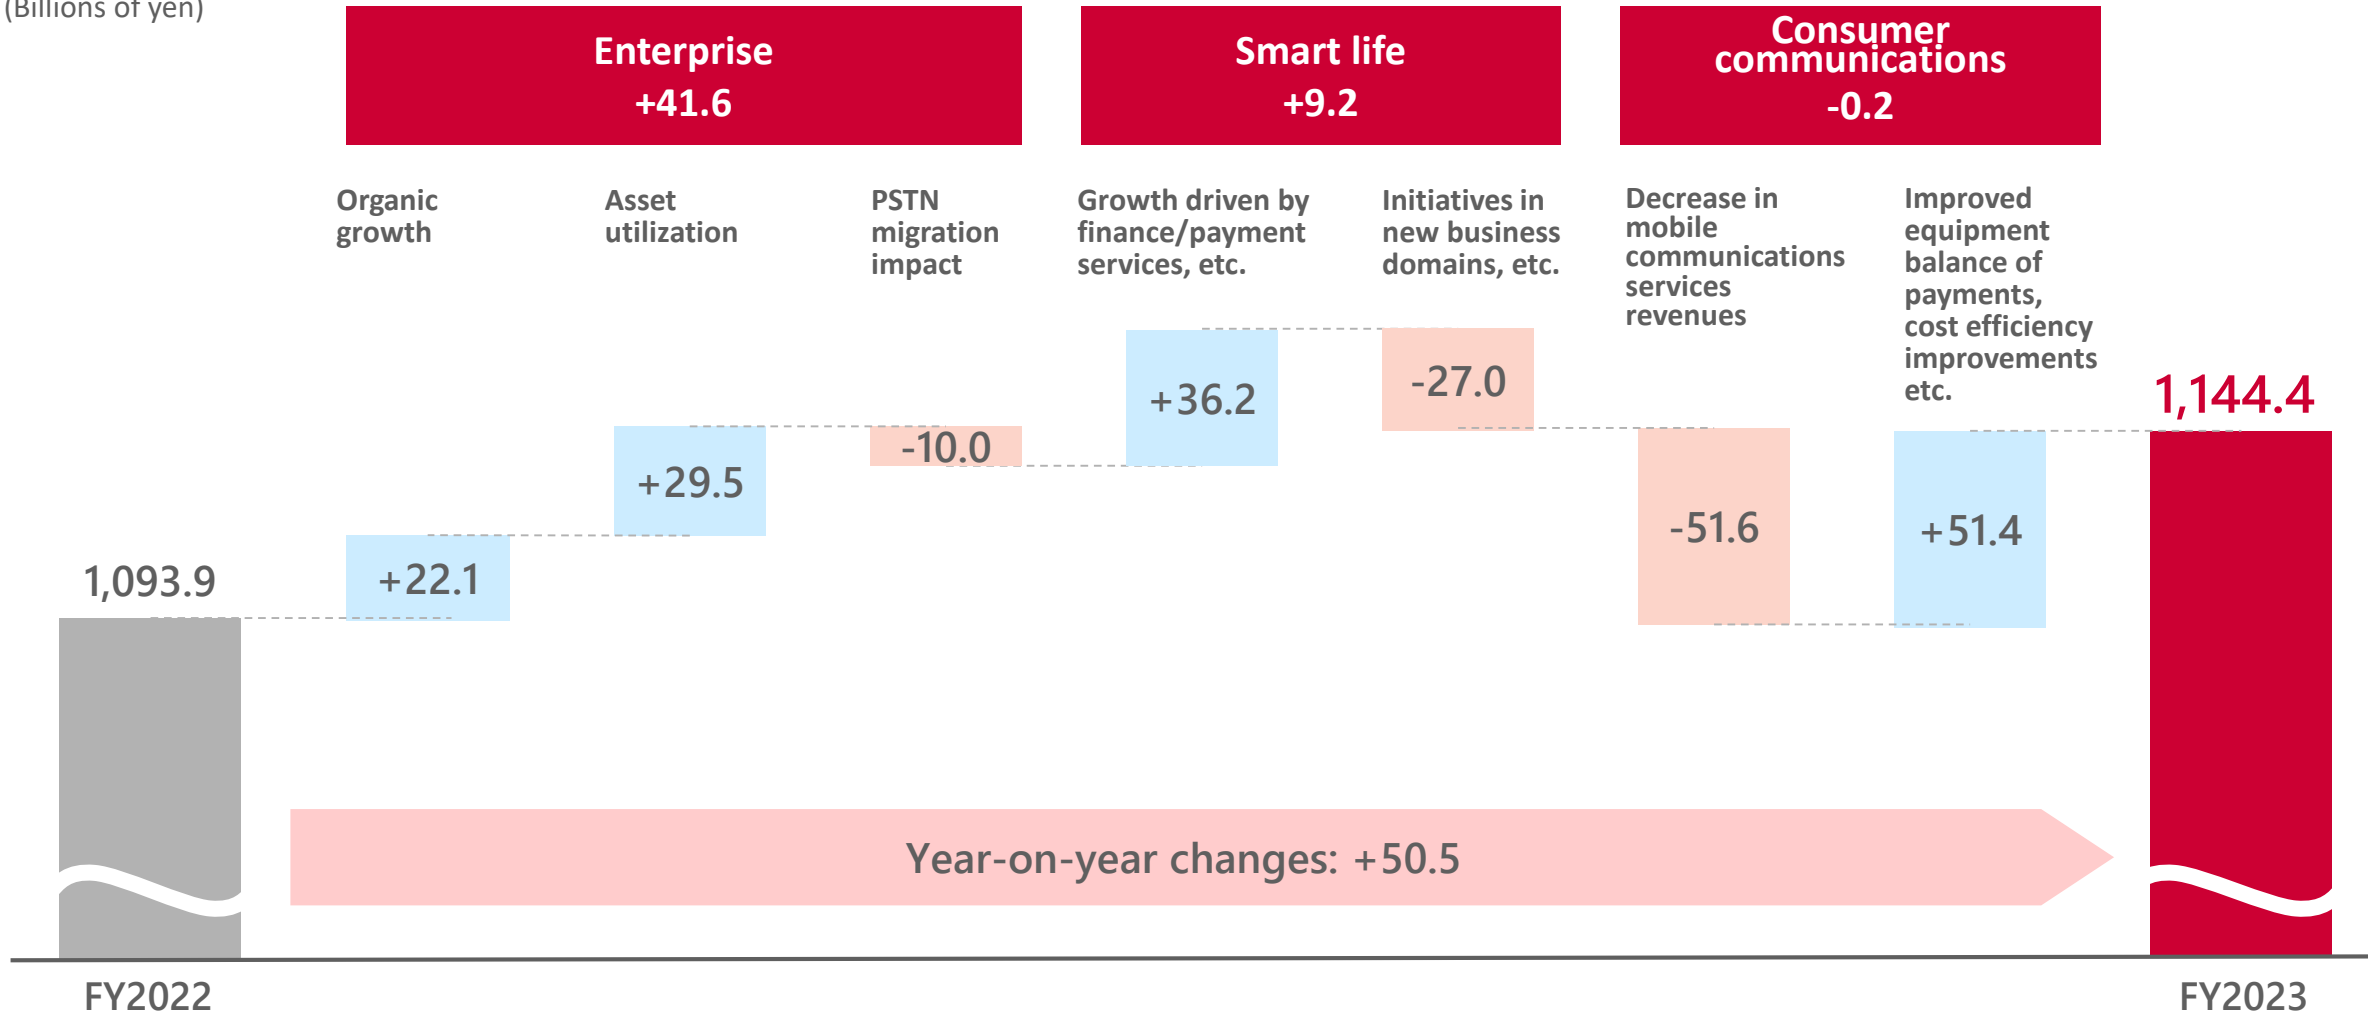 (Billions of yen)
Enterprise
+41.6
Smart life
+9.2
Consumer
communications
-0.2
Organic
growth
Asset
utilization
PSTN
migration
impact
Growth driven by
finance/payment
services, etc.
Initiatives in
new business
domains, etc.
Decrease in
mobile
communications
services
revenues
Improved
equipment
balance of
payments,
cost efficiency
improvements
etc.
1,093.9
+22.1
+29.5
-10.0
+36.2
-27.0
-51.6
+51.4
1,144.4
Year-on-year changes: +50.5
FY2022
FY2023